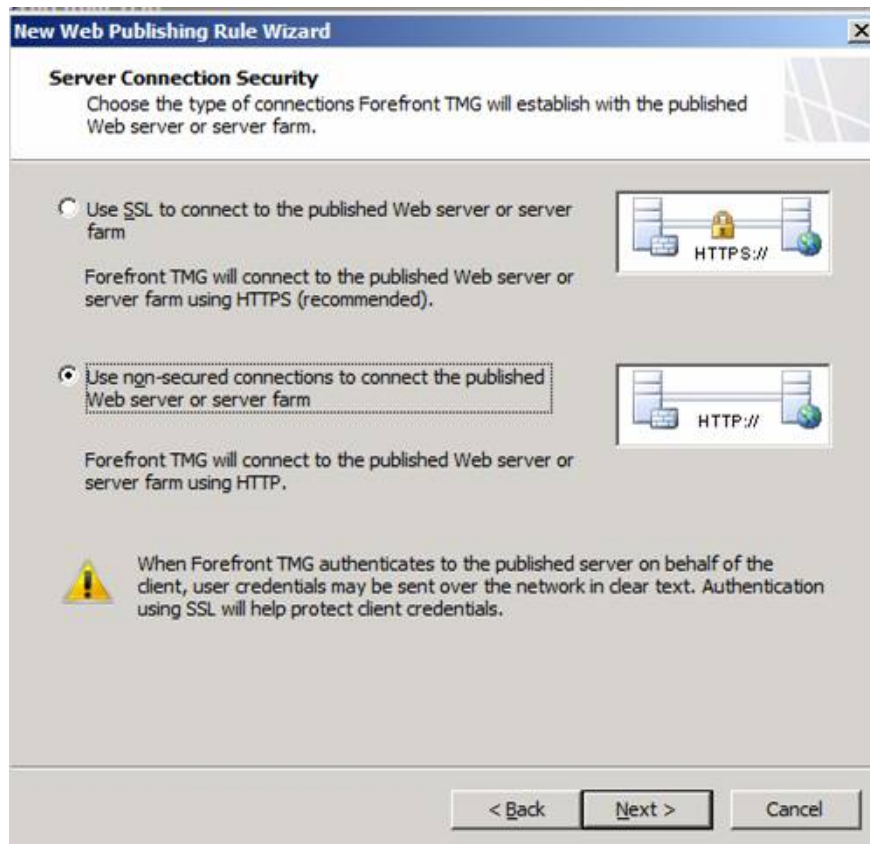 New Web Publishing Rule Wizard
Server Connection Security
Choose the type of connections Forefront TMG will establish with the published
Web server or server farm.
Use SSL to connect to the published Web server or server
farm
HTTPS://
Forefront TMG will connect to the published Web server or
server farm using HTTPS (recommended).
Use non-secured connections to connect the published
Web server or server farm
HTTP://
Forefront TMG will connect to the published Web server or
server farm using HTTP.
When Forefront TMG authenticates to the published server on behalf of the
client, user credentials may be sent over the network in clear text. Authentication
using SSL will help protect client credentials.
< Back
Next >
Cancel